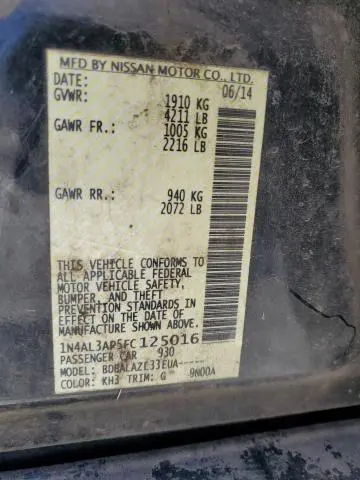 MFD BY NISSAN MOTOR CO., LTD.
DATE: 06/14
GVWR: 1910 KG
4211 LB
GAWR FR.: 1005 KG
2216 LB
GAWR RR.: 940 KG
2072 LB
THIS VEHICLE CONFORMS TO
ALL APPLICABLE FEDERAL
MOTOR VEHICLE SAFETY,
BUMPER, AND THEFT
PREVENTION STANDARDS IN
EFFECT ON THE DATE OF
MANUFACTURE SHOWN ABOVE.
1N4AL3AP5FC125016
PASSENGER CAR 930
MODEL: BDBALAZL33EUA-----
COLOR: KH3 TRIM: G 9N00A